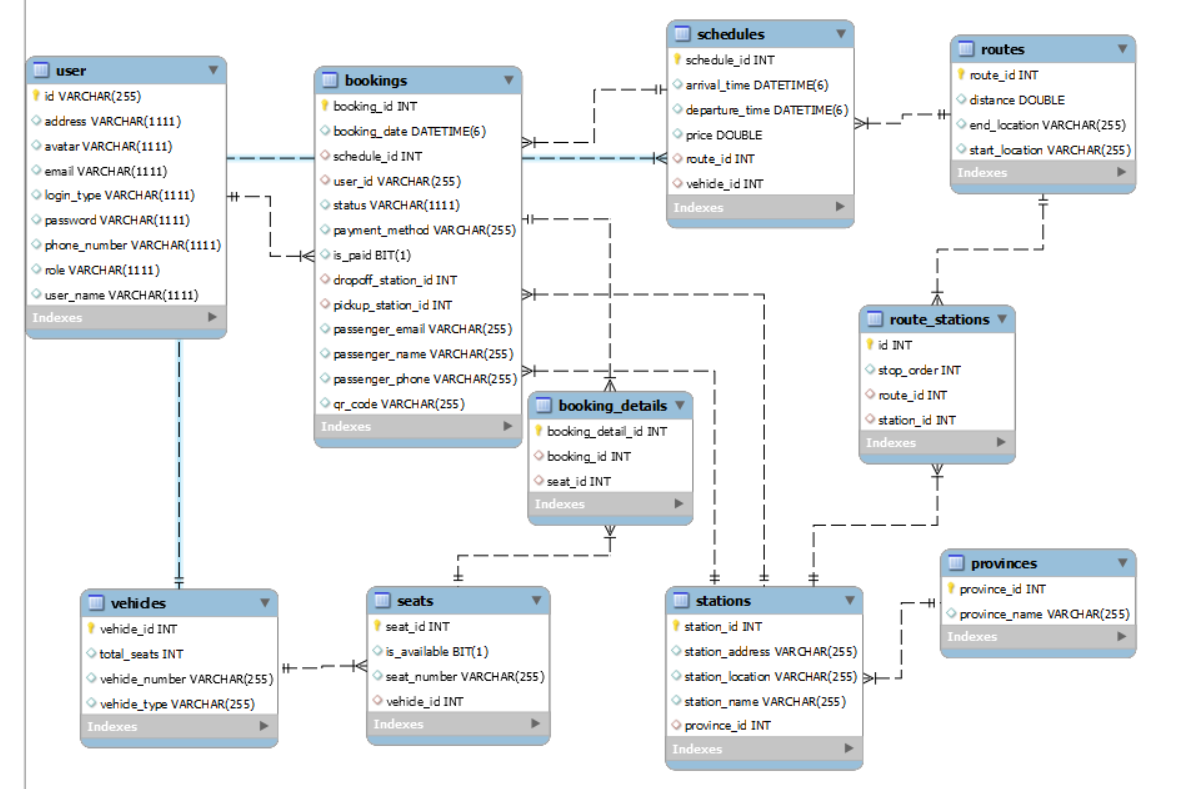 user
id VARCHAR(255)
address VARCHAR(1111)
avatar VARCHAR(1111)
email VARCHAR(1111)
login_type VARCHAR(1111)
password VARCHAR(1111)
phone_number VARCHAR(1111)
role VARCHAR(1111)
user_name VARCHAR(1111)
Indexes
bookings
booking_id INT
booking_date DATETIME(6)
schedule_id INT
user_id VARCHAR(255)
status VARCHAR(1111)
payment_method VARCHAR(255)
is_paid BIT(1)
dropoff_station_id INT
pickup_station_id INT
passenger_email VARCHAR(255)
passenger_name VARCHAR(255)
passenger_phone VARCHAR(255)
qr_code VARCHAR(255)
Indexes
schedules
schedule_id INT
arrival_time DATETIME(6)
departure_time DATETIME(6)
price DOUBLE
route_id INT
vehicle_id INT
Indexes
routes
route_id INT
distance DOUBLE
end_location VARCHAR(255)
start_location VARCHAR(255)
Indexes
route_stations
id INT
stop_order INT
route_id INT
station_id INT
Indexes
booking_details
booking_detail_id INT
booking_id INT
seat_id INT
Indexes
vehicles
vehicle_id INT
total_seats INT
vehicle_number VARCHAR(255)
vehicle_type VARCHAR(255)
Indexes
seats
seat_id INT
is_available BIT(1)
seat_number VARCHAR(255)
vehicle_id INT
Indexes
stations
station_id INT
station_address VARCHAR(255)
station_location VARCHAR(255)
station_name VARCHAR(255)
province_id INT
Indexes
provinces
province_id INT
province_name VARCHAR(255)
Indexes